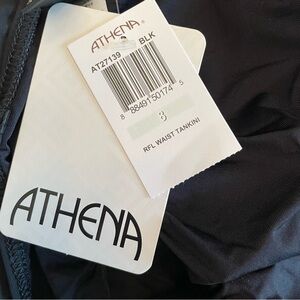 ATHENA®
AT27139 BLK
8 88491 50174 5
8
RFL WAIST TANKINI
ATHENA